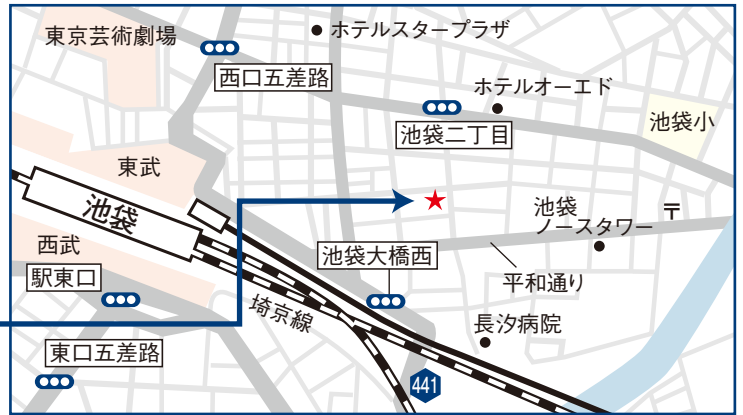 東京芸術劇場
ホテルスタープラザ
西口五差路
ホテルオーエド
池袋二丁目
池袋小
東武
池袋
西武
池袋
ノースタワー
〒
池袋大橋西
駅東口
平和通り
埼京線
長汐病院
東口五差路
441